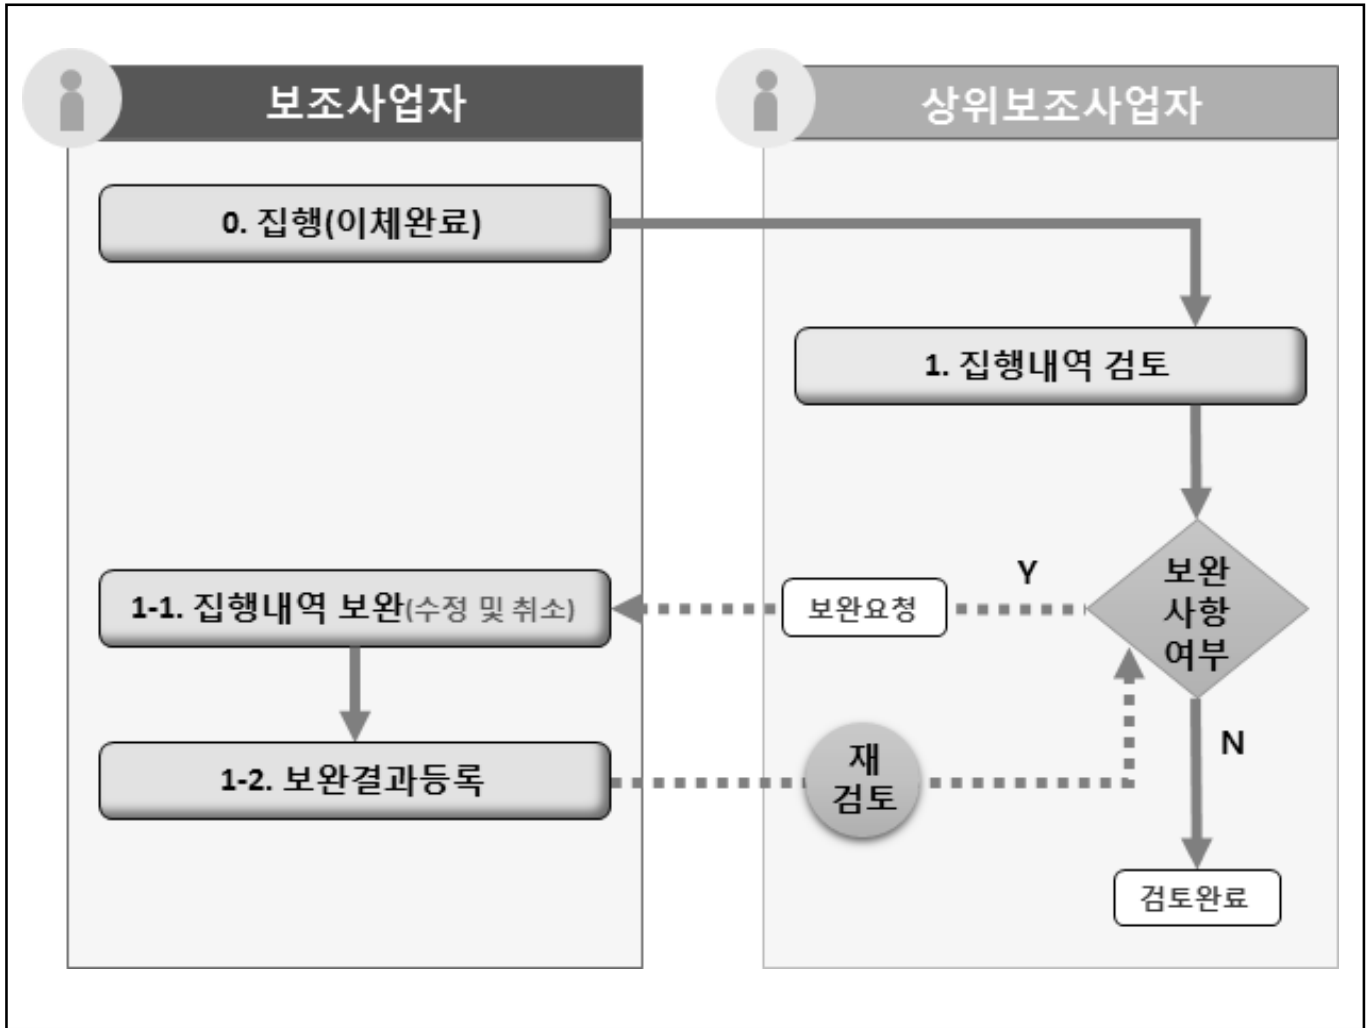 보조사업자
상위보조사업자
0. 집행(이체완료)
1. 집행내역 검토
보완
사항
여부
Y
보완요청
1-1. 집행내역 보완(수정 및 취소)
1-2. 보완결과등록
재
검토
N
검토완료